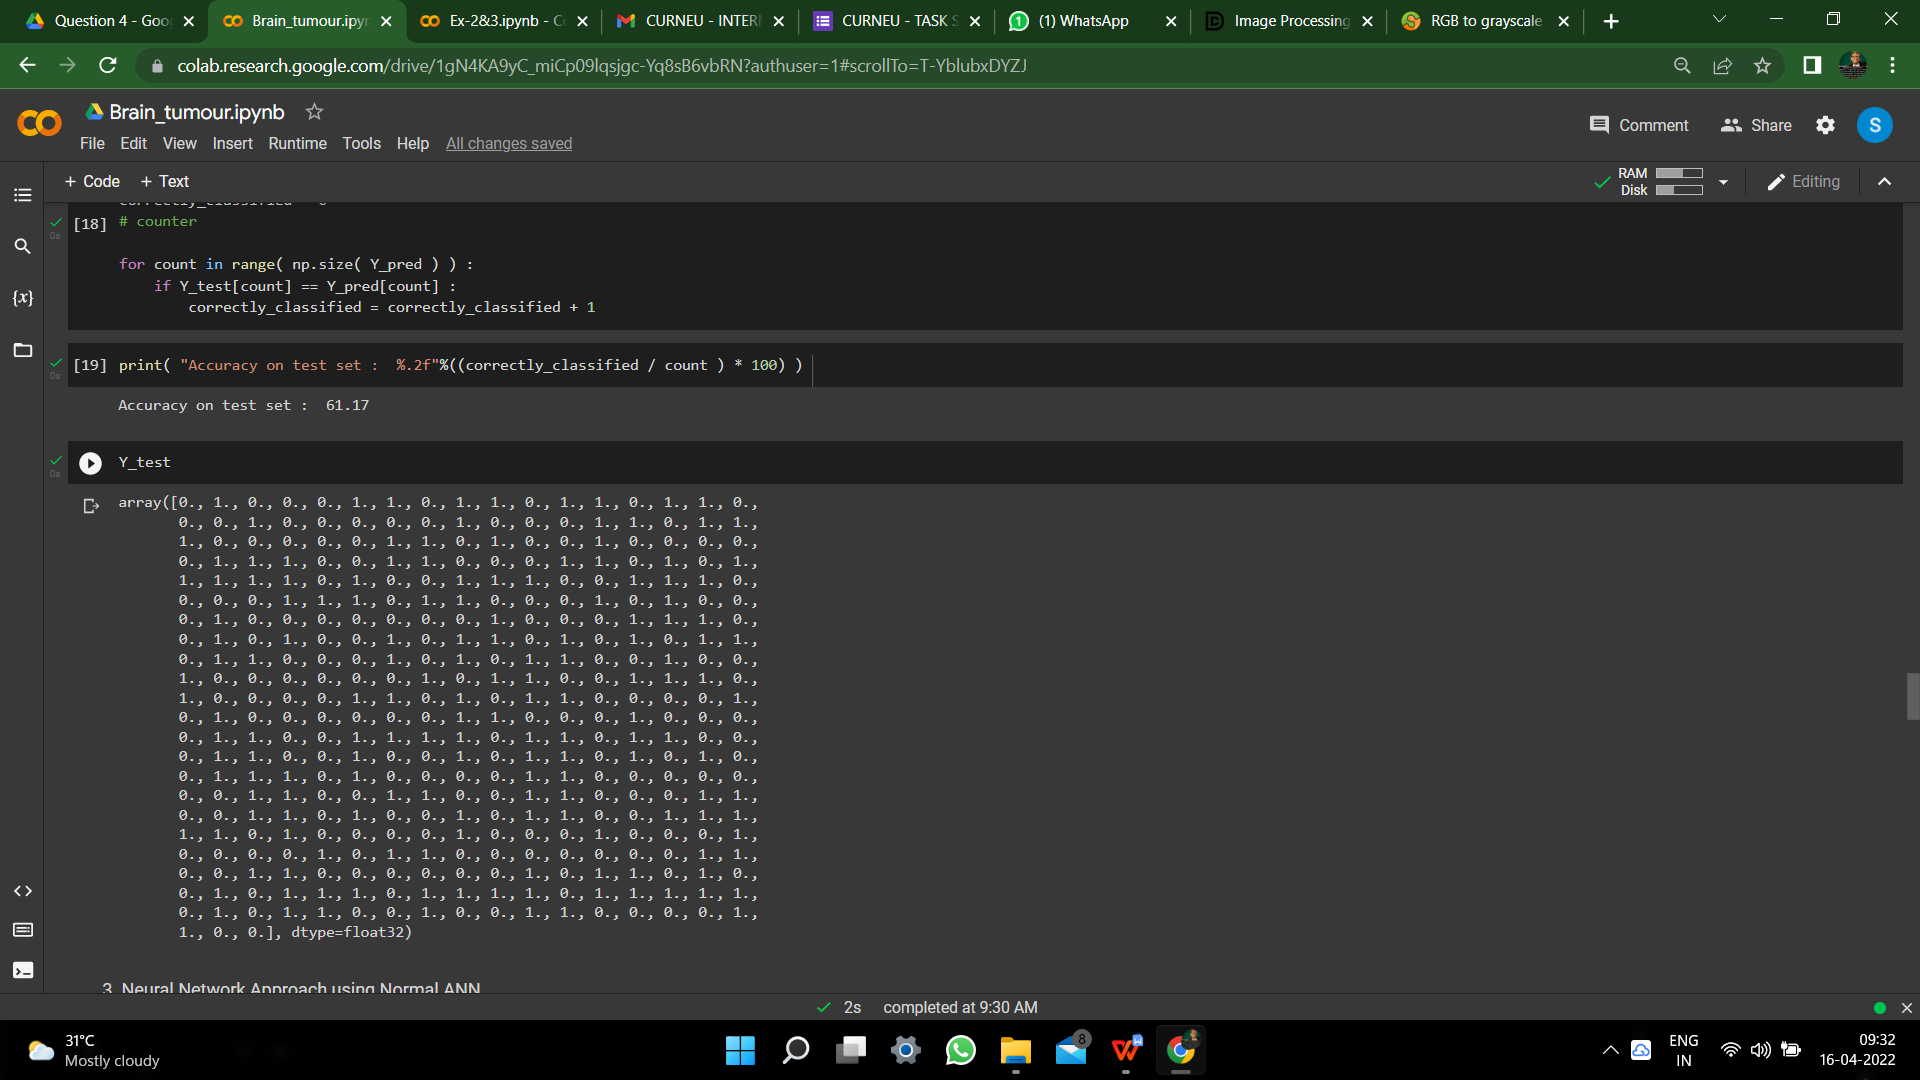 Question 4 - Goo
Brain_tumour.ipyn
Ex-2&3.ipynb - Co
CURNEU - INTERN
CURNEU - TASK S
(1) WhatsApp
Image Processing
RGB to grayscale
colab.research.google.com/drive/1gN4KA9yC_miCp09lqsjgc-Yq8sB6vbRN?authuser=1#scrollTo=T-YblubxDYZJ
Brain_tumour.ipynb
Comment
Share
S
File Edit View Insert Runtime Tools Help All changes saved
+ Code + Text
RAM
Disk
Editing
[18] # counter
0s
for count in range( np.size( Y_pred ) ) :
if Y_test[count] == Y_pred[count] :
correctly_classified = correctly_classified + 1
{x}
[19] print( "Accuracy on test set :  %.2f"%((correctly_classified / count ) * 100) )
0s
Accuracy on test set :  61.17
Y_test
0s
array([0., 1., 0., 0., 0., 1., 1., 0., 1., 1., 0., 1., 1., 0., 1., 1., 0.,
0., 0., 1., 0., 0., 0., 0., 0., 1., 0., 0., 0., 1., 1., 0., 1., 1.,
1., 0., 0., 0., 0., 0., 1., 1., 0., 1., 0., 0., 1., 0., 0., 0., 0.,
0., 1., 1., 1., 0., 0., 1., 1., 0., 0., 0., 1., 1., 0., 1., 0., 1.,
1., 1., 1., 1., 0., 1., 0., 0., 1., 1., 1., 0., 0., 1., 1., 1., 0.,
0., 0., 0., 1., 1., 1., 0., 1., 1., 0., 0., 0., 1., 0., 1., 0., 0.,
0., 1., 0., 0., 0., 0., 0., 0., 0., 1., 0., 0., 0., 1., 1., 1., 0.,
0., 1., 0., 1., 0., 0., 1., 0., 1., 1., 0., 1., 0., 1., 0., 1., 1.,
0., 1., 1., 0., 0., 0., 1., 0., 1., 0., 1., 1., 0., 0., 1., 0., 0.,
1., 0., 0., 0., 0., 0., 0., 1., 0., 1., 1., 0., 0., 1., 1., 1., 0.,
1., 0., 0., 0., 0., 1., 1., 0., 1., 0., 1., 1., 0., 0., 0., 0., 1.,
0., 1., 0., 0., 0., 0., 0., 0., 1., 1., 0., 0., 0., 1., 0., 0., 0.,
0., 1., 1., 0., 0., 1., 1., 1., 1., 0., 1., 1., 0., 1., 1., 0., 0.,
0., 1., 1., 0., 1., 0., 0., 1., 0., 1., 1., 0., 1., 0., 1., 0.,
0., 1., 1., 1., 0., 1., 0., 0., 0., 0., 1., 1., 0., 0., 0., 0., 0.,
0., 0., 1., 1., 0., 0., 1., 1., 0., 0., 1., 1., 0., 0., 0., 1., 1.,
0., 0., 1., 1., 0., 1., 0., 0., 1., 0., 1., 1., 0., 0., 1., 1., 1.,
1., 1., 0., 1., 0., 0., 0., 0., 1., 0., 0., 0., 1., 0., 0., 0., 1.,
0., 0., 0., 0., 1., 0., 1., 1., 0., 0., 0., 0., 0., 0., 0., 1., 1.,
0., 0., 1., 1., 0., 0., 0., 0., 0., 0., 1., 0., 1., 1., 0., 1., 0.,
0., 1., 0., 1., 1., 1., 0., 1., 1., 1., 1., 0., 1., 1., 1., 1., 1.,
0., 1., 0., 1., 1., 0., 0., 1., 0., 0., 1., 1., 0., 0., 0., 0., 1.,
1., 0., 0.], dtype=float32)
3. Neural Network Approach using Normal ANN
2s completed at 9:30 AM
31°C
Mostly cloudy
8
ENG
IN
09:32
16-04-2022